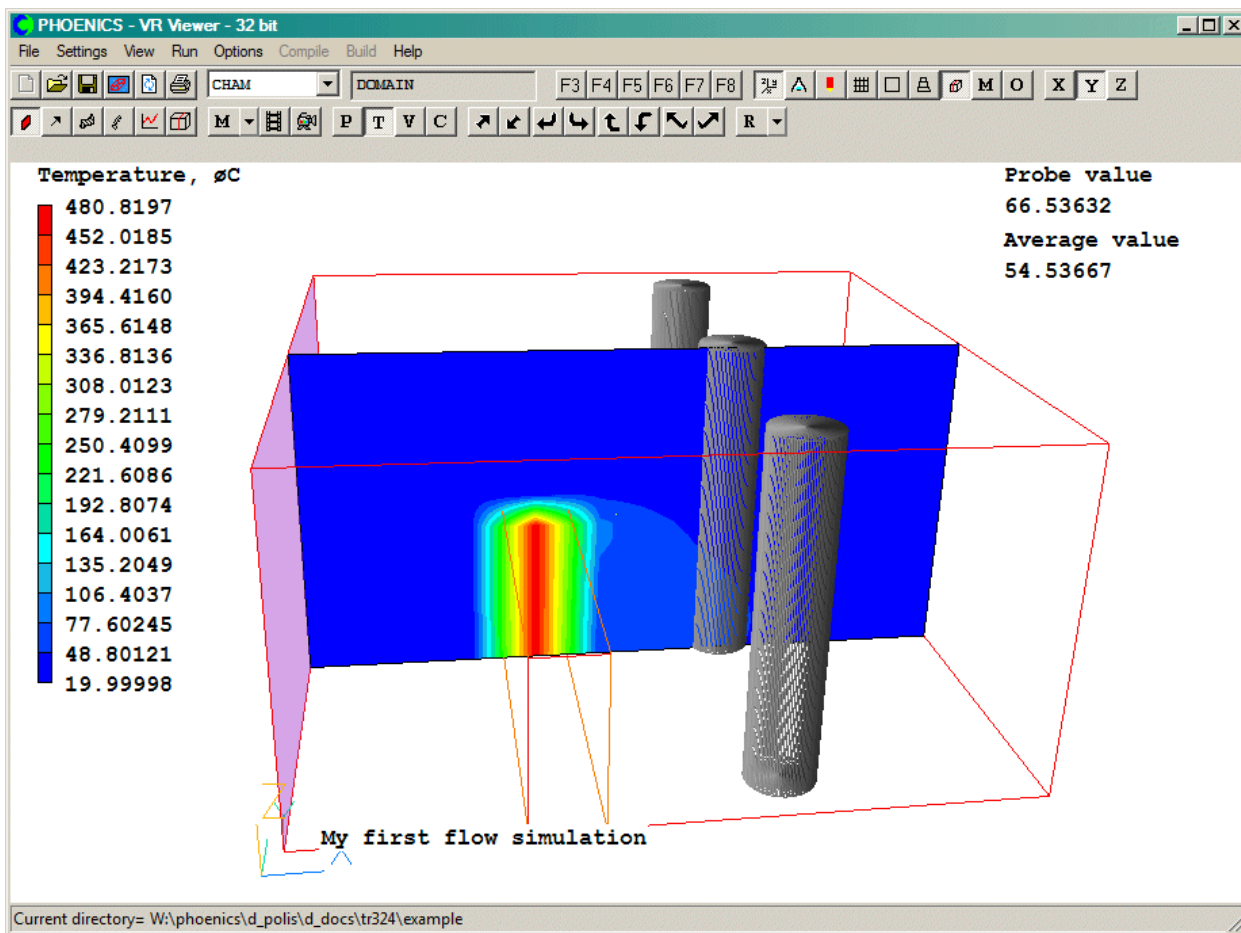 PHOENICS - VR Viewer - 32 bit
File Settings View Run Options Compile Build Help
CHAM DOMAIN F3 F4 F5 F6 F7 F8 M O X Y Z
M P T V C R
Temperature, øC
480.8197
452.0185
423.2173
394.4160
365.6148
336.8136
308.0123
279.2111
250.4099
221.6086
192.8074
164.0061
135.2049
106.4037
77.60245
48.80121
19.99998
Probe value
66.53632
Average value
54.53667
My first flow simulation
Current directory= W:\phoenics\d_polis\d_docs\tr324\example